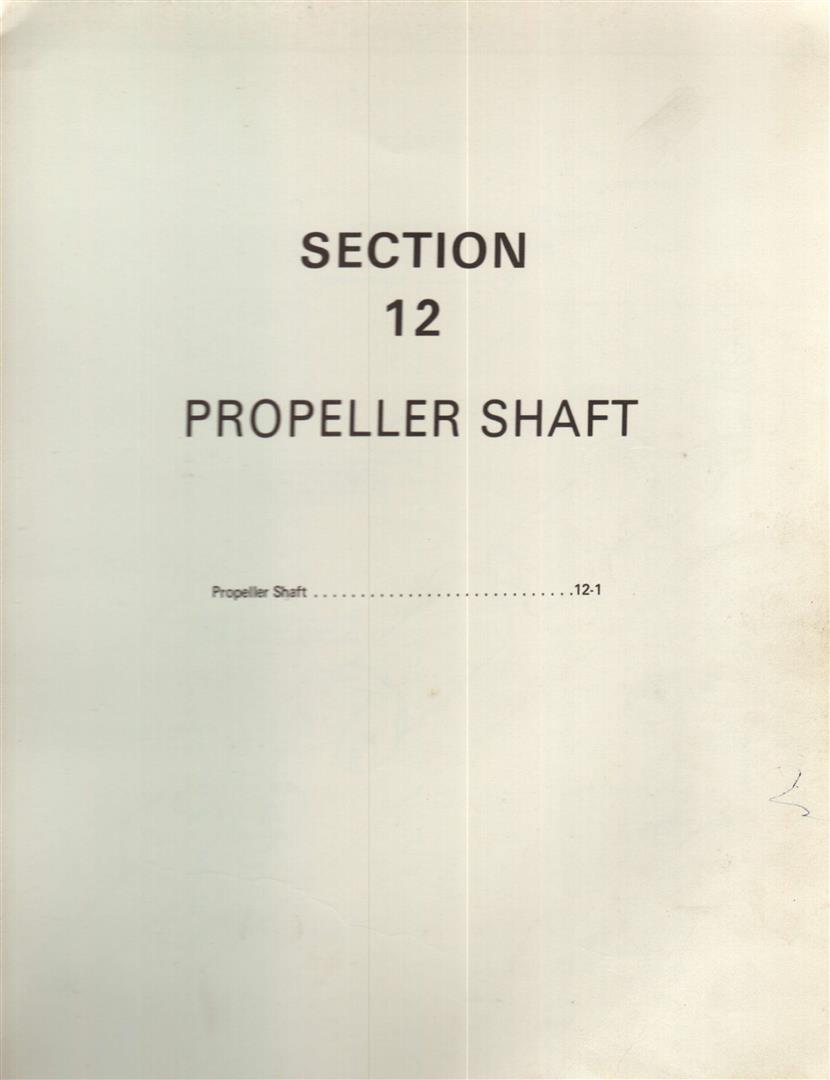 SECTION
12
PROPELLER SHAFT
Propeller Shaft ............................12-1